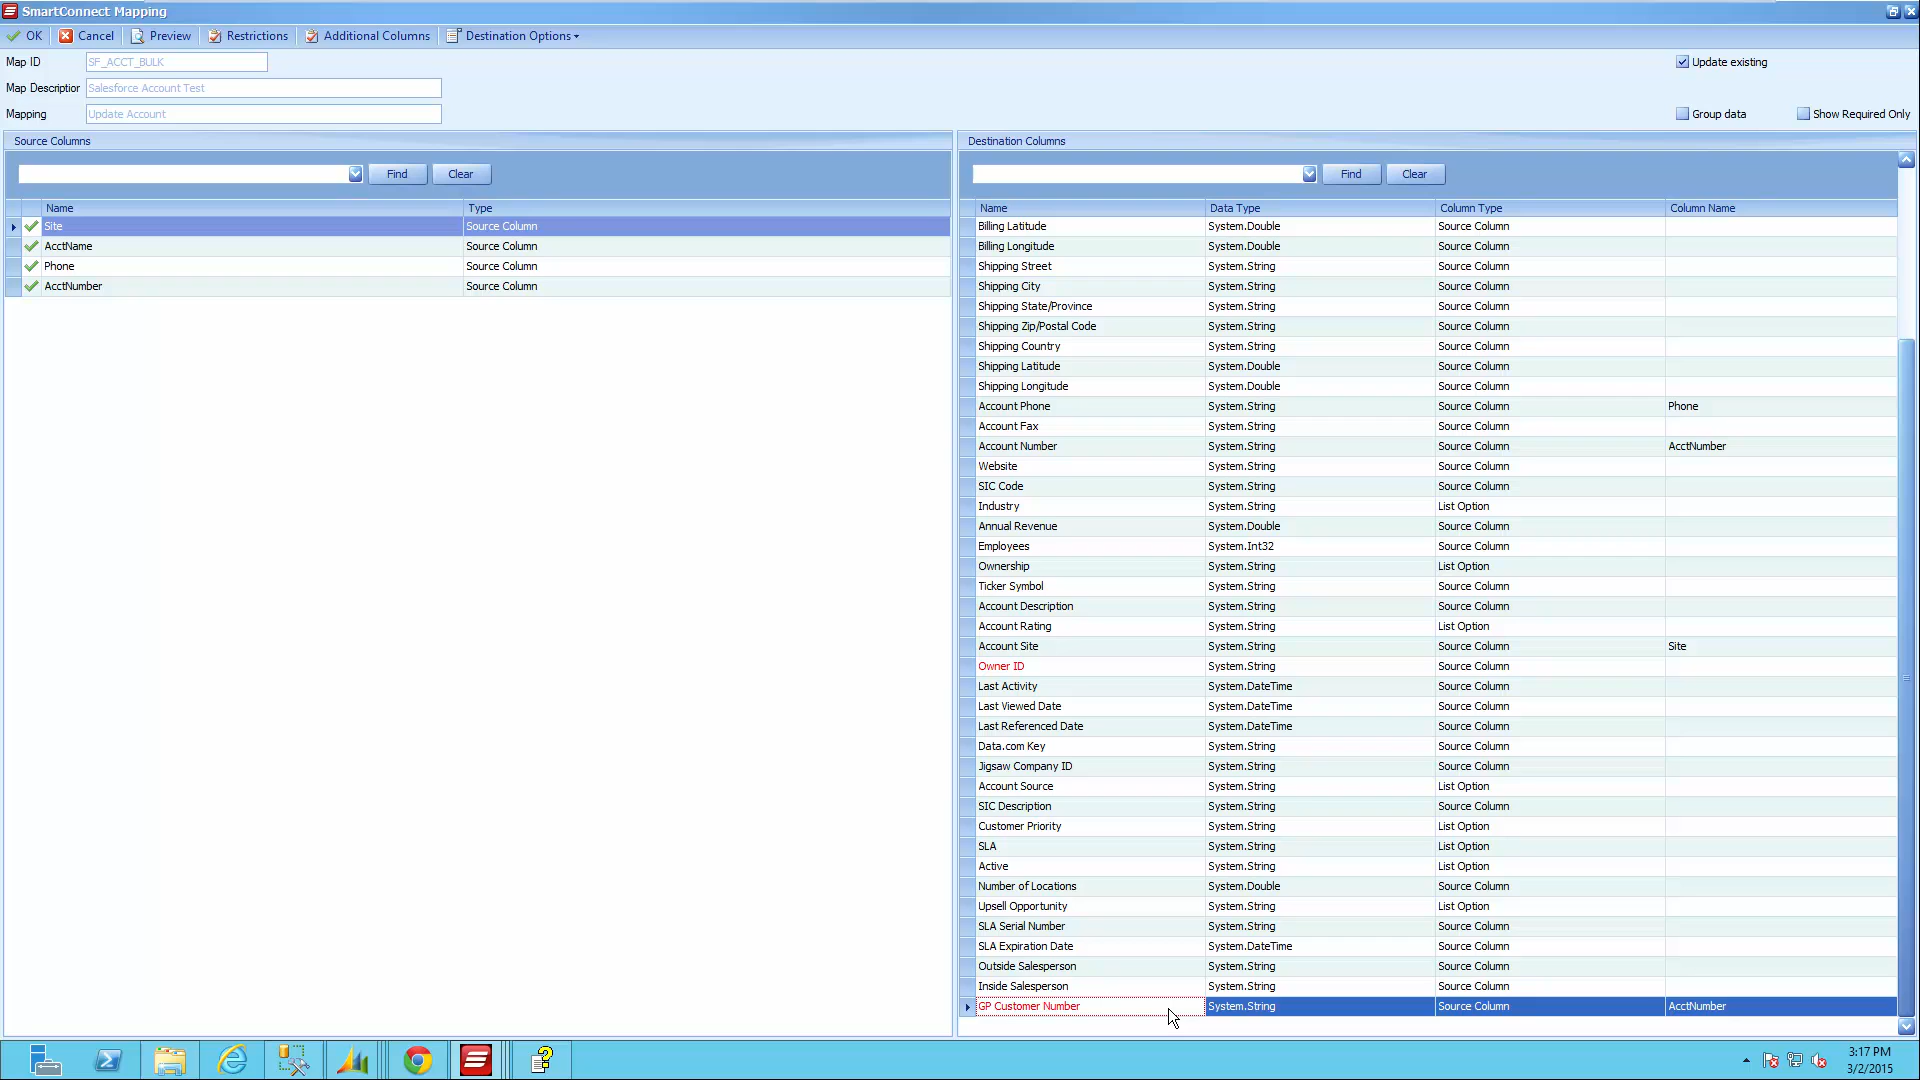 SmartConnect Mapping
OK Cancel Preview Restrictions Additional Columns Destination Options
Map ID SF_ACCT_BULK Update existing
Map Description Salesforce Account Test
Mapping Update Account Group data Show Required Only
Source Columns
Find Clear
Name Type
Site Source Column
AcctName Source Column
Phone Source Column
AcctNumber Source Column
Destination Columns
Find Clear
Name Data Type Column Type Column Name
Billing Latitude System.Double Source Column
Billing Longitude System.Double Source Column
Shipping Street System.String Source Column
Shipping City System.String Source Column
Shipping State/Province System.String Source Column
Shipping Zip/Postal Code System.String Source Column
Shipping Country System.String Source Column
Shipping Latitude System.Double Source Column
Shipping Longitude System.Double Source Column
Account Phone System.String Source Column Phone
Account Fax System.String Source Column
Account Number System.String Source Column AcctNumber
Website System.String Source Column
SIC Code System.String Source Column
Industry System.String List Option
Annual Revenue System.Double Source Column
Employees System.Int32 Source Column
Ownership System.String List Option
Ticker Symbol System.String Source Column
Account Description System.String Source Column
Account Rating System.String List Option
Account Site System.String Source Column Site
Owner ID System.String Source Column
Last Activity System.DateTime Source Column
Last Viewed Date System.DateTime Source Column
Last Referenced Date System.DateTime Source Column
Data.com Key System.String Source Column
Jigsaw Company ID System.String Source Column
Account Source System.String List Option
SIC Description System.String Source Column
Customer Priority System.String List Option
SLA System.String List Option
Active System.String List Option
Number of Locations System.Double Source Column
Upsell Opportunity System.String List Option
SLA Serial Number System.String Source Column
SLA Expiration Date System.DateTime Source Column
Outside Salesperson System.String Source Column
Inside Salesperson System.String Source Column
GP Customer Number System.String Source Column AcctNumber
3:17 PM
3/2/2015